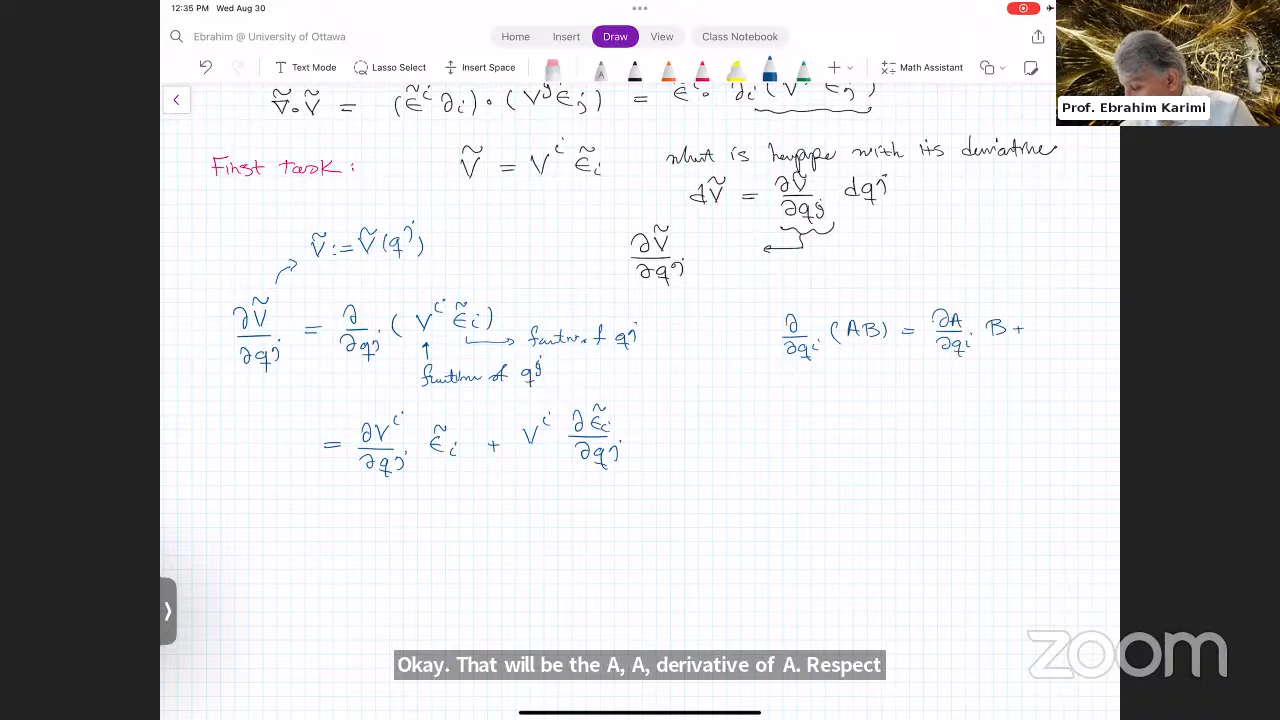 12:35 PM Wed Aug 30
Ebrahim @ University of Ottawa
Home Insert Draw View Class Notebook
Text Mode Lasso Select Insert Space Math Assistant
Prof. Ebrahim Karimi
∇̃∘Ṽ = (ε̃ⁱ ∂ᵢ)∘(Vʲ ε̃ⱼ) = ε̃ⁱ∘ ∂ᵢ(Vʲ ε̃ⱼ)
First task: Ṽ = Vⁱ ε̃ᵢ what is with its derivative
dṼ = ∂Ṽ/∂qʲ dqʲ
Ṽ := Ṽ(qʲ) ∂Ṽ/∂qʲ
∂Ṽ/∂qʲ = ∂/∂qʲ (Vⁱ ε̃ᵢ) ∂/∂qᵢ (AB) = ∂A/∂qᵢ B +
of qʲ
function of qʲ
= ∂Vⁱ/∂qʲ ε̃ᵢ + Vⁱ ∂ε̃ᵢ/∂qʲ
Okay. That will be the A, A, derivative of A. Respect
zoom